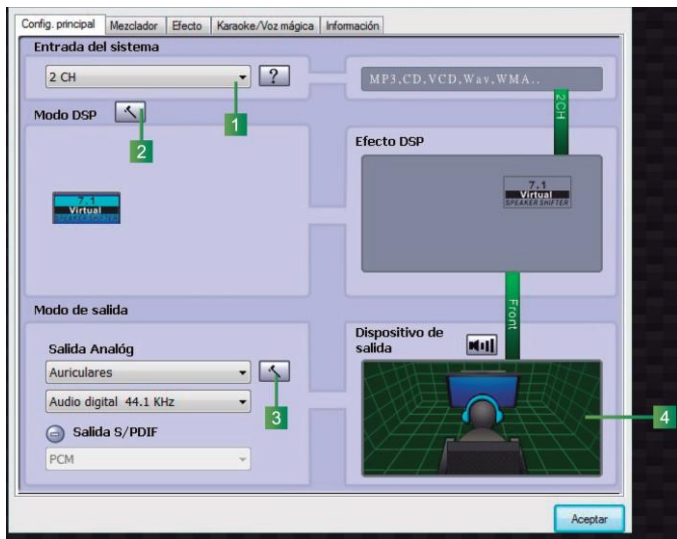 Config. principal Mezclador Efecto Karaoke/Voz mágica Información
Entrada del sistema
2 CH
?
MP3,CD,VCD,Wav,WMA..
1
2CH
Modo DSP
2
Efecto DSP
7.1
Virtual
SPEAKER SHIFTER
7.1
Virtual
SPEAKER SHIFTER
Front
Modo de salida
Salida Analóg
Auriculares
Audio digital 44.1 KHz
3
Salida S/PDIF
PCM
Dispositivo de
salida
4
Aceptar